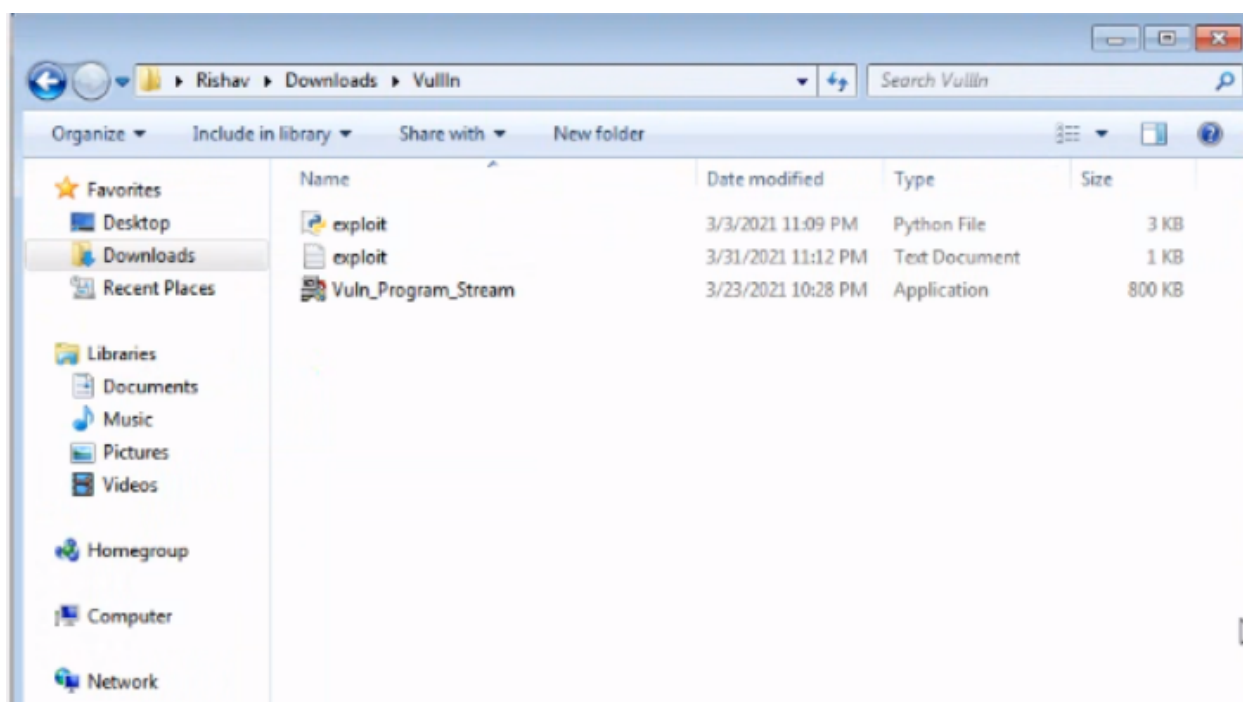 Rishav Downloads Vullln Search Vullln
Organize Include in library Share with New folder
Name Date modified Type Size
Favorites
Desktop
Downloads
Recent Places
Libraries
Documents
Music
Pictures
Videos
Homegroup
Computer
Network
exploit 3/3/2021 11:09 PM Python File 3 KB
exploit 3/31/2021 11:12 PM Text Document 1 KB
Vuln_Program_Stream 3/23/2021 10:28 PM Application 800 KB